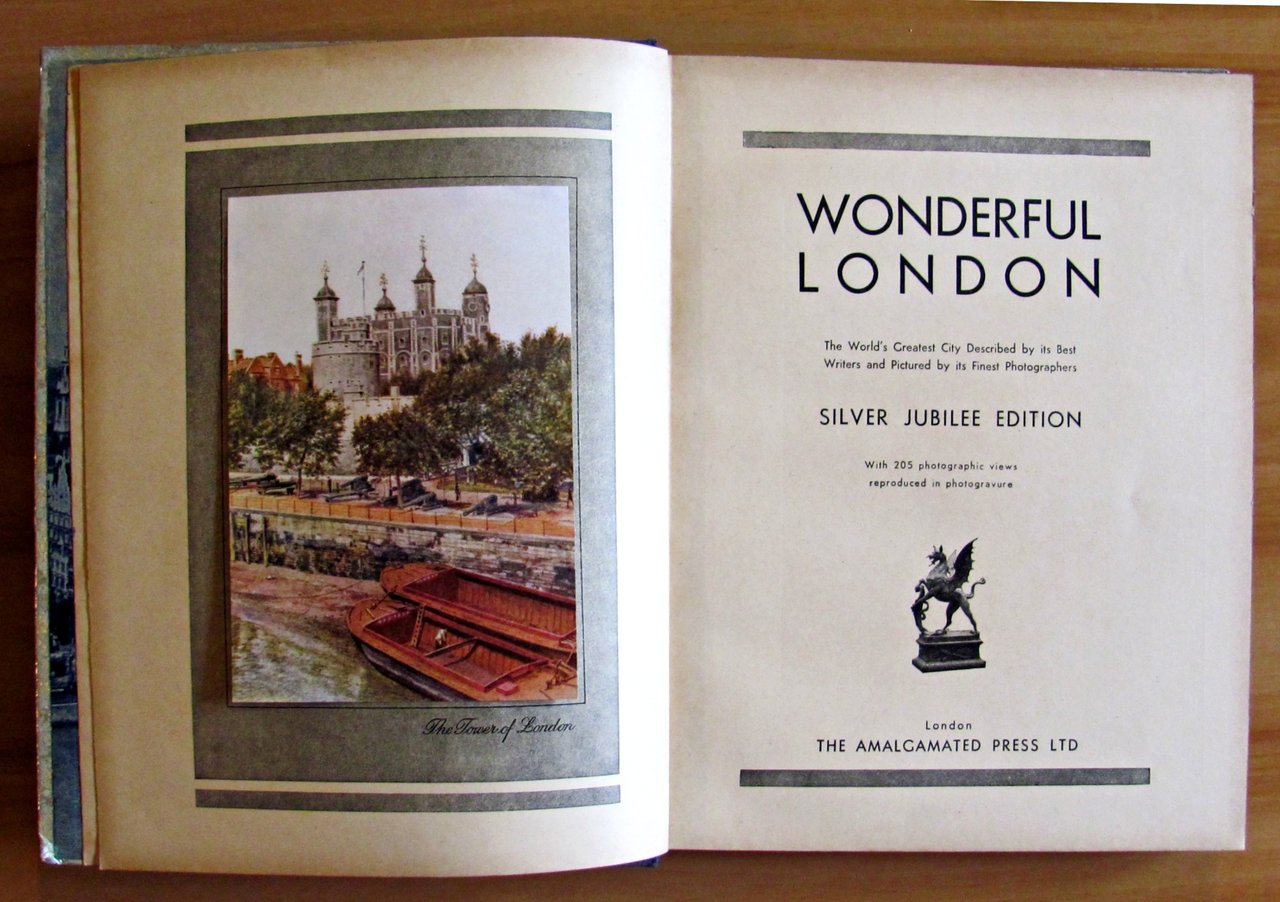 The Tower of London
WONDERFUL
LONDON
The World's Greatest City Described by its Best
Writers and Pictured by its Finest Photographers
SILVER JUBILEE EDITION
With 205 photographic views
reproduced in photogravure
London
THE AMALGAMATED PRESS LTD